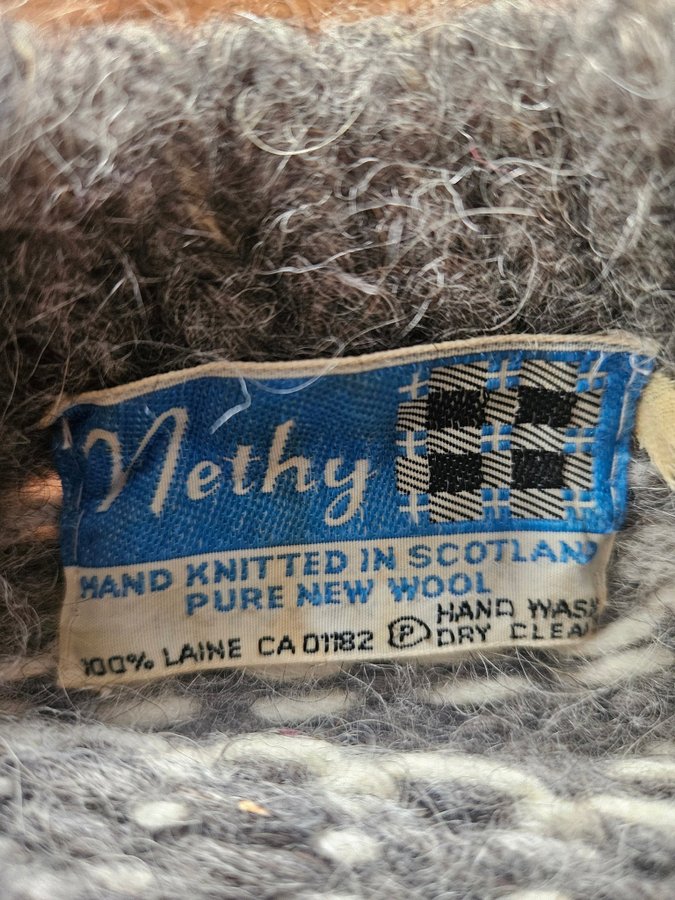 Nethy
HAND KNITTED IN SCOTLAND
PURE NEW WOOL
HAND WASH
100% LAINE CA 01182 Ⓟ DRY CLEAN